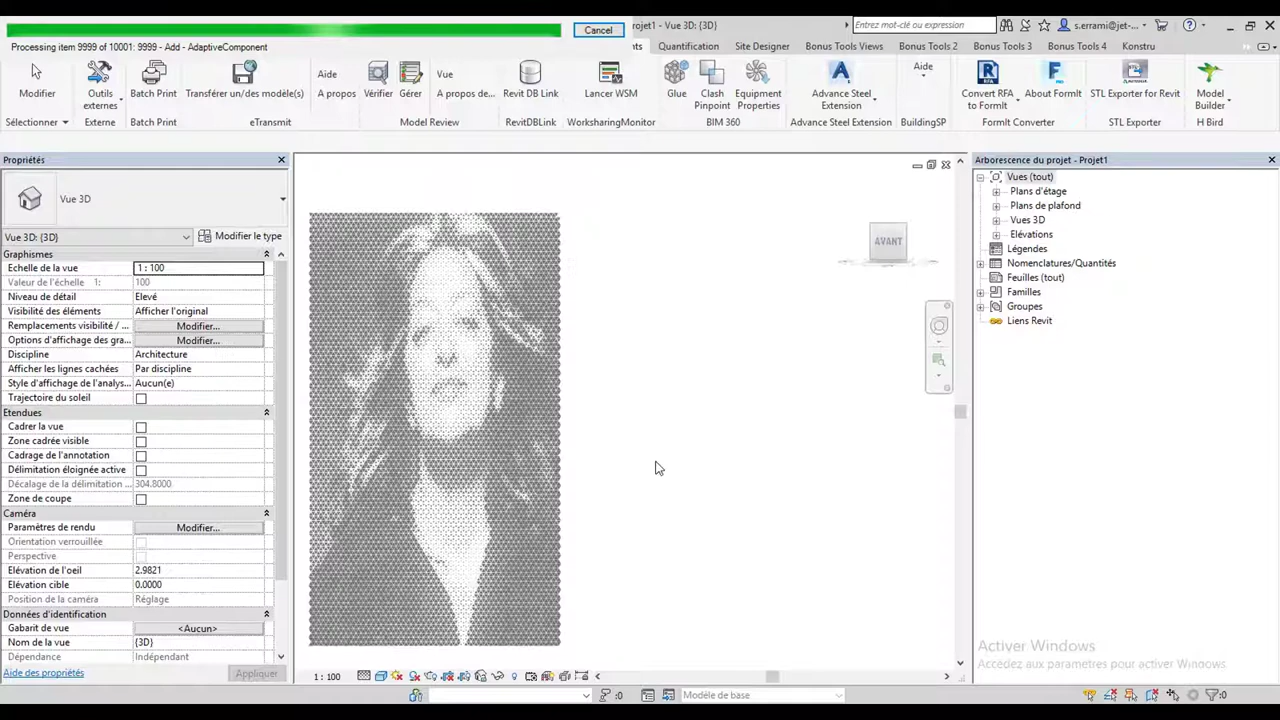 Cancel
rojet1 - Vue 3D: {3D}
Entrez mot-clé ou expression
s.errami@jet-...
Processing item 9999 of 10001: 9999 - Add - AdaptiveComponent
nts
Quantification
Site Designer
Bonus Tools Views
Bonus Tools 2
Bonus Tools 3
Bonus Tools 4
Konstru
Modifier
Outils externes
Batch Print
Transférer un/des modèle(s)
Aide
A propos
Vérifier
Gérer
Vue
A propos de...
Revit DB Link
Lancer WSM
Glue
Clash Pinpoint
Equipment Properties
Advance Steel Extension
Aide
Convert RFA to FormIt
About FormIt
STL Exporter for Revit
Model Builder
Sélectionner
Externe
Batch Print
eTransmit
Model Review
RevitDBLink
WorksharingMonitor
BIM 360
Advance Steel Extension
BuildingSP
FormIt Converter
STL Exporter
H Bird
Propriétés
Vue 3D
Vue 3D: {3D}
Modifier le type
Graphismes
Echelle de la vue
1 : 100
Valeur de l'échelle 1:
100
Niveau de détail
Elevé
Visibilité des éléments
Afficher l'original
Remplacements visibilité / ...
Modifier...
Options d'affichage des gra...
Modifier...
Discipline
Architecture
Afficher les lignes cachées
Par discipline
Style d'affichage de l'analys...
Aucun(e)
Trajectoire du soleil
Etendues
Cadrer la vue
Zone cadrée visible
Cadrage de l'annotation
Délimitation éloignée active
Décalage de la délimitation ...
304.8000
Zone de coupe
Caméra
Paramètres de rendu
Modifier...
Orientation verrouillée
Perspective
Elévation de l'oeil
2.9821
Elévation cible
0.0000
Position de la caméra
Réglage
Données d'identification
Gabarit de vue
<Aucun>
Nom de la vue
{3D}
Dépendance
Indépendant
Aide des propriétés
Appliquer
AVANT
1 : 100
:0
Modèle de base
:0
Arborescence du projet - Projet1
Vues (tout)
Plans d'étage
Plans de plafond
Vues 3D
Elévations
Légendes
Nomenclatures/Quantités
Feuilles (tout)
Familles
Groupes
Liens Revit
Activer Windows
Accédez aux paramètres pour activer Windows